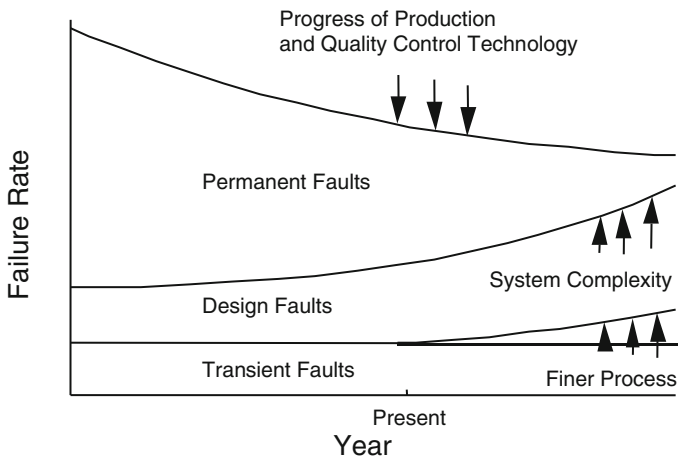 Progress of Production
and Quality Control Technology
Permanent Faults
System Complexity
Design Faults
Transient Faults
Finer Process
Failure Rate
Present
Year